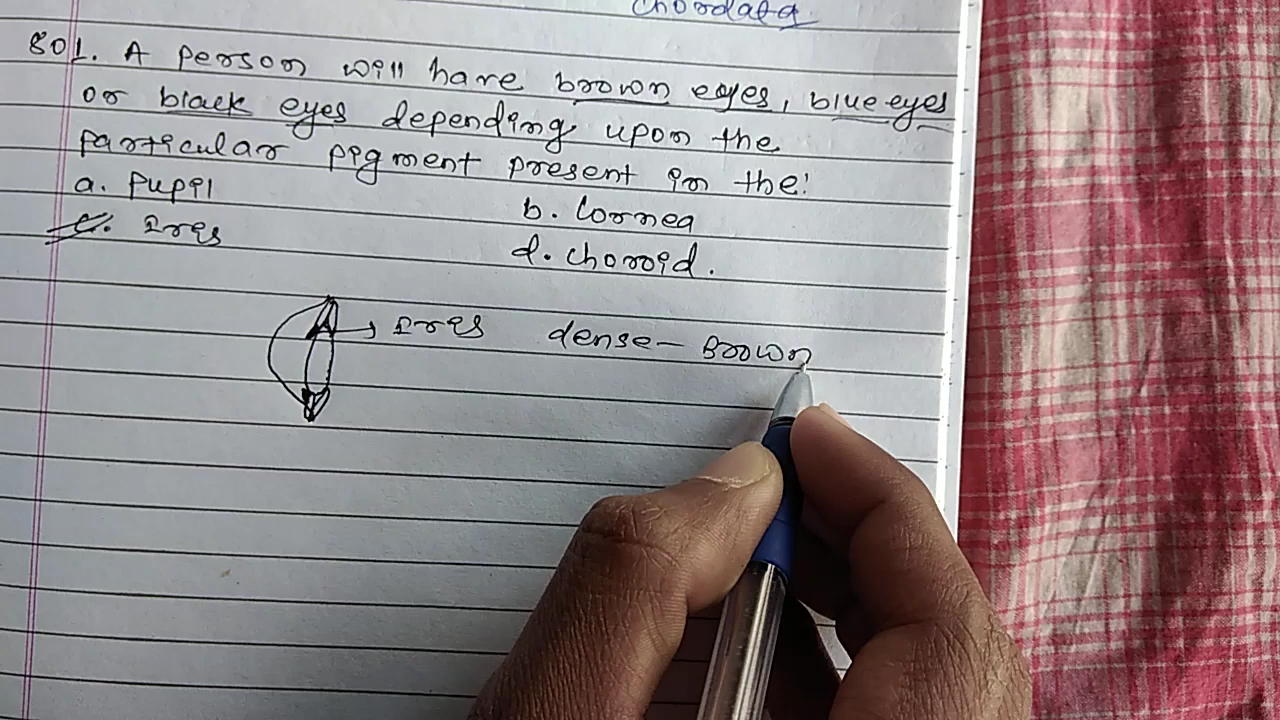 Chordata
801. A person will have brown eyes, blue eyes
or black eyes depending upon the
particular pigment present in the:
a. Pupil
b. Cornea
c. Iris
d. Choroid.
Iris dense - Brown